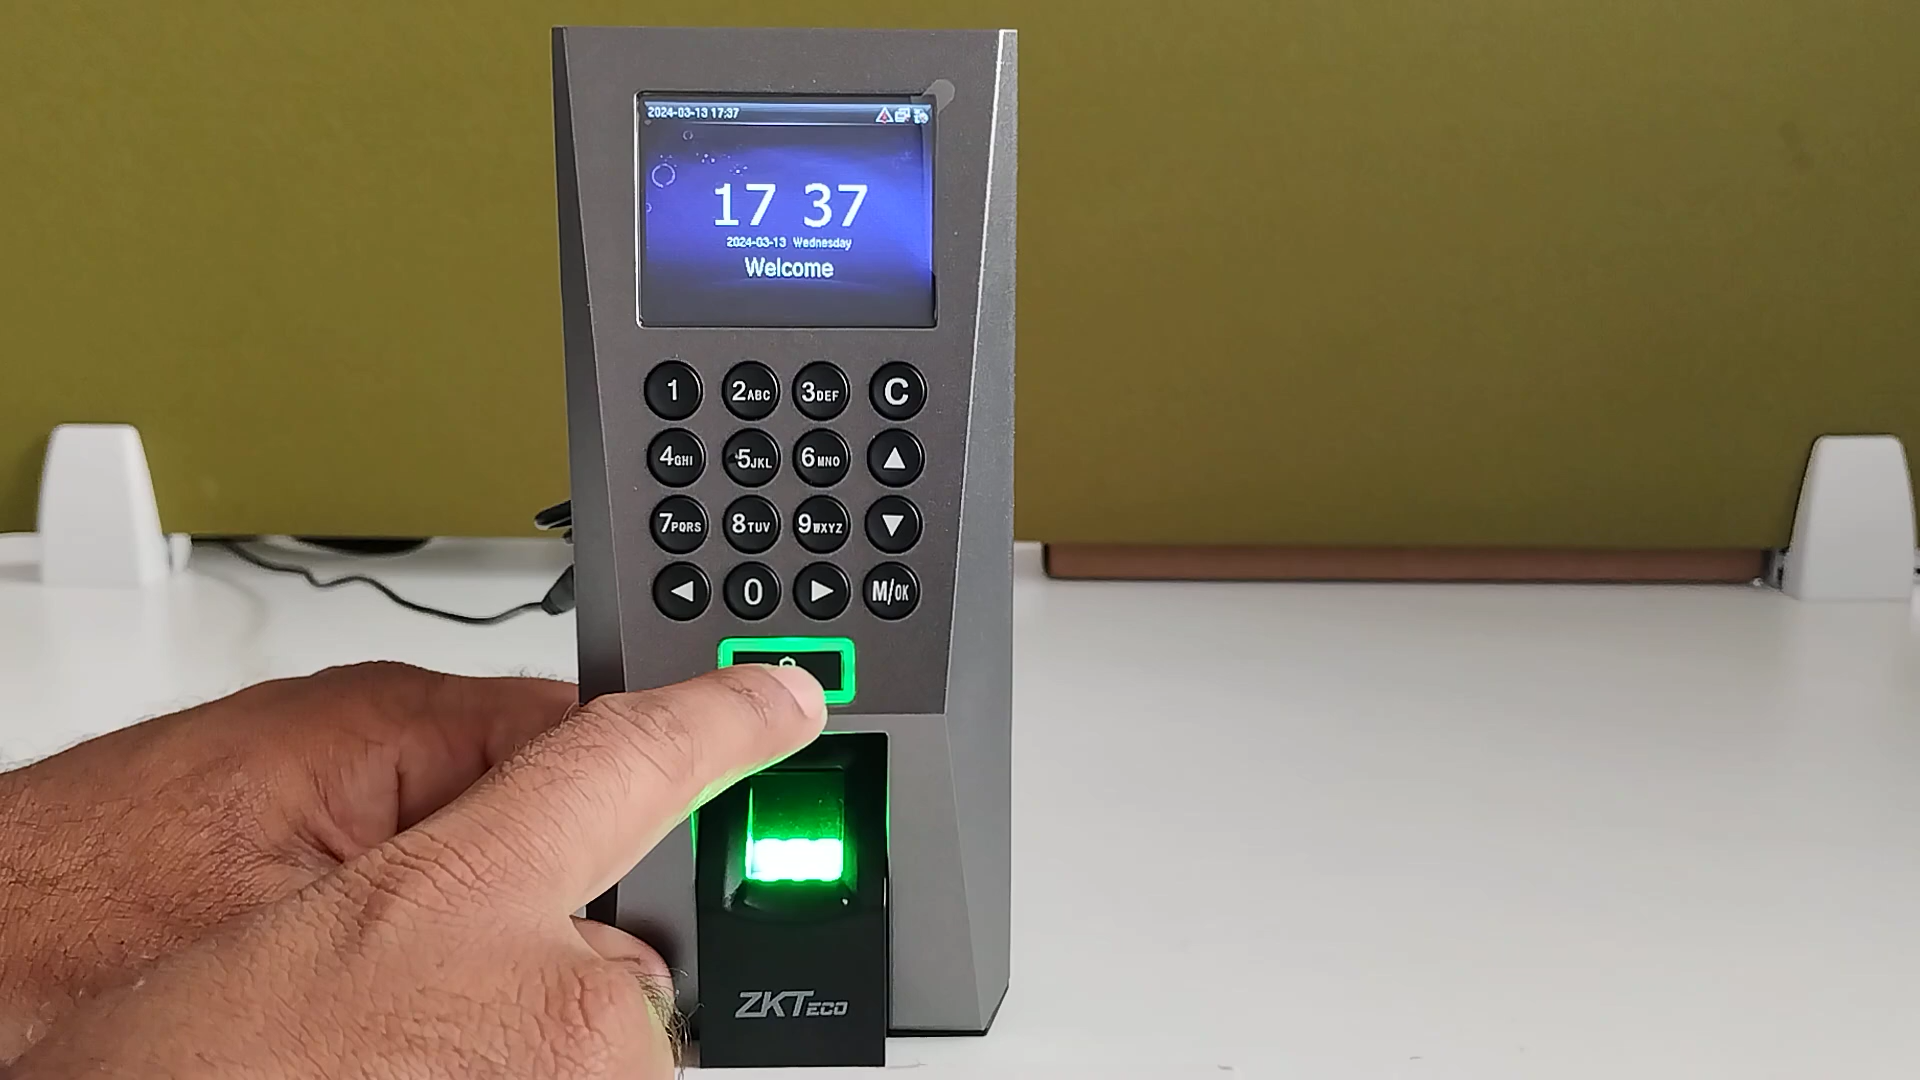 2024-03-13 17:37
17 37
2024-03-13 Wednesday
Welcome
1 2ABC 3DEF C
4GHI 5JKL 6MNO
7PQRS 8TUV 9WXYZ
0 M/OK
ZKTECO